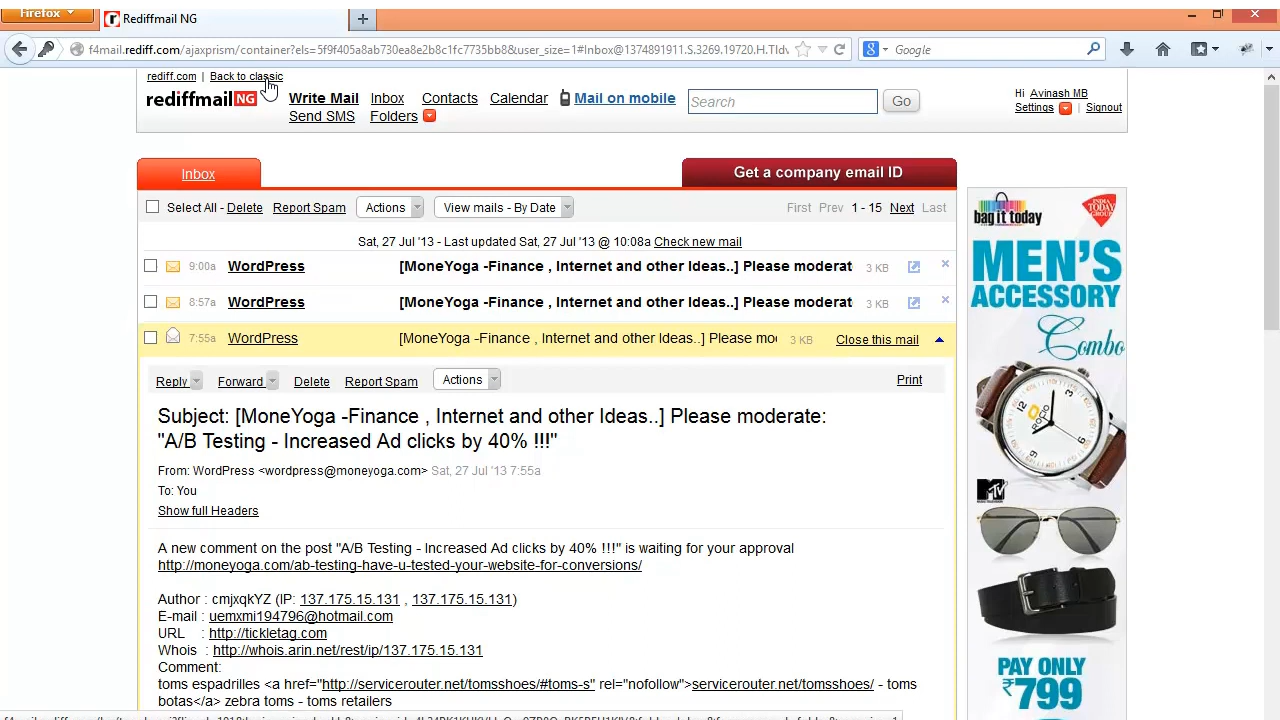 Firefox
Rediffmail NG
f4mail.rediff.com/ajaxprism/container?els=5f9f405a8ab730ea8e2b8c1fc7735bb8&user_size=1#Inbox@1374891911.S.3269.19720.H.Tldv
Google
rediff.com | Back to classic
rediffmail NG
Write Mail Inbox Contacts Calendar Mail on mobile
Send SMS Folders
Search Go
Hi Avinash MB
Settings | Signout
Inbox
Get a company email ID
Select All - Delete Report Spam Actions View mails - By Date First Prev 1 - 15 Next Last
Sat, 27 Jul '13 - Last updated Sat, 27 Jul '13 @ 10:08a Check new mail
9:00a WordPress [MoneYoga -Finance , Internet and other Ideas..] Please moderat 3 KB
8:57a WordPress [MoneYoga -Finance , Internet and other Ideas..] Please moderat 3 KB
7:55a WordPress [MoneYoga -Finance , Internet and other Ideas..] Please mo 3 KB Close this mail
Reply Forward Delete Report Spam Actions Print
Subject: [MoneYoga -Finance , Internet and other Ideas..] Please moderate:
"A/B Testing - Increased Ad clicks by 40% !!!"
From: WordPress <wordpress@moneyoga.com> Sat, 27 Jul '13 7:55a
To: You
Show full Headers
A new comment on the post "A/B Testing - Increased Ad clicks by 40% !!!" is waiting for your approval
http://moneyoga.com/ab-testing-have-u-tested-your-website-for-conversions/
Author : cmjxqkYZ (IP: 137.175.15.131 , 137.175.15.131)
E-mail : uemxmi194796@hotmail.com
URL : http://tickletag.com
Whois : http://whois.arin.net/rest/ip/137.175.15.131
Comment:
toms espadrilles <a href="http://servicerouter.net/tomsshoes/#toms-s" rel="nofollow">servicerouter.net/tomsshoes/ - toms
botas</a> zebra toms - toms retailers
bag it today
INDIA TODAY GROUP
MEN'S
ACCESSORY
Combo
12
3
6
9
MTV
PAY ONLY
₹799